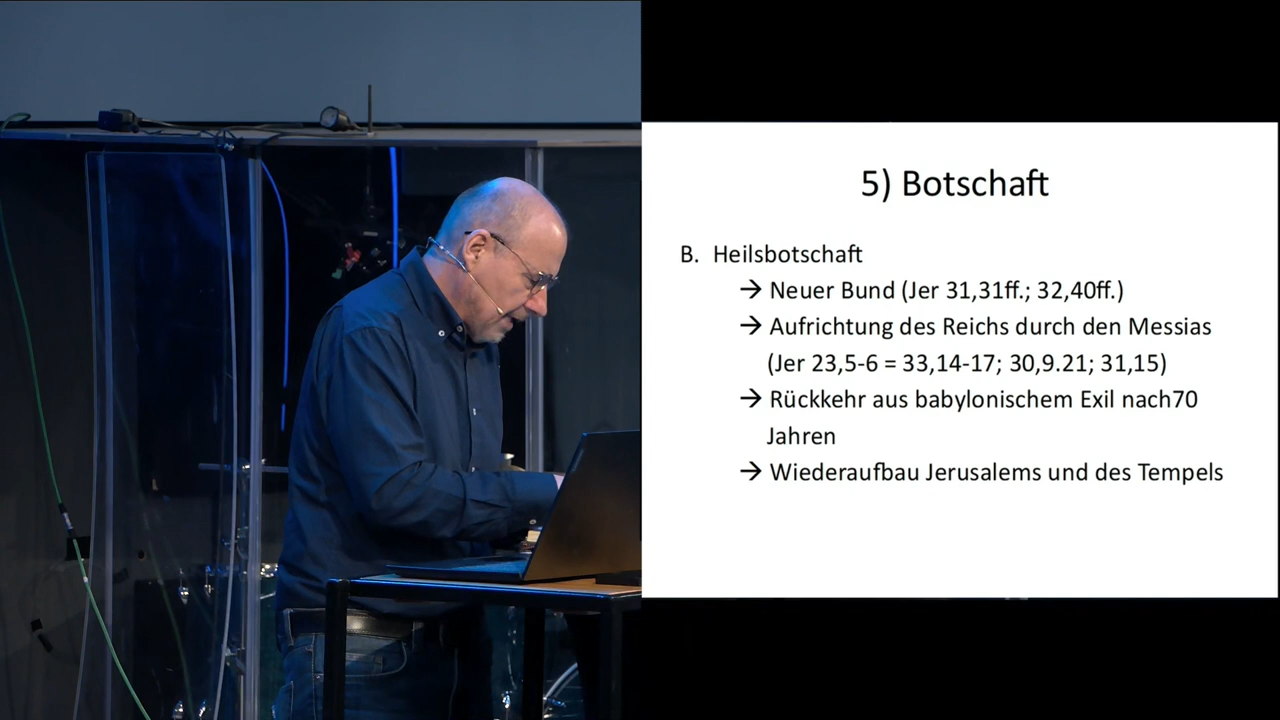 5) Botschaft
B. Heilsbotschaft
→ Neuer Bund (Jer 31,31ff.; 32,40ff.)
→ Aufrichtung des Reichs durch den Messias
(Jer 23,5-6 = 33,14-17; 30,9.21; 31,15)
→ Rückkehr aus babylonischem Exil nach70
Jahren
→ Wiederaufbau Jerusalems und des Tempels